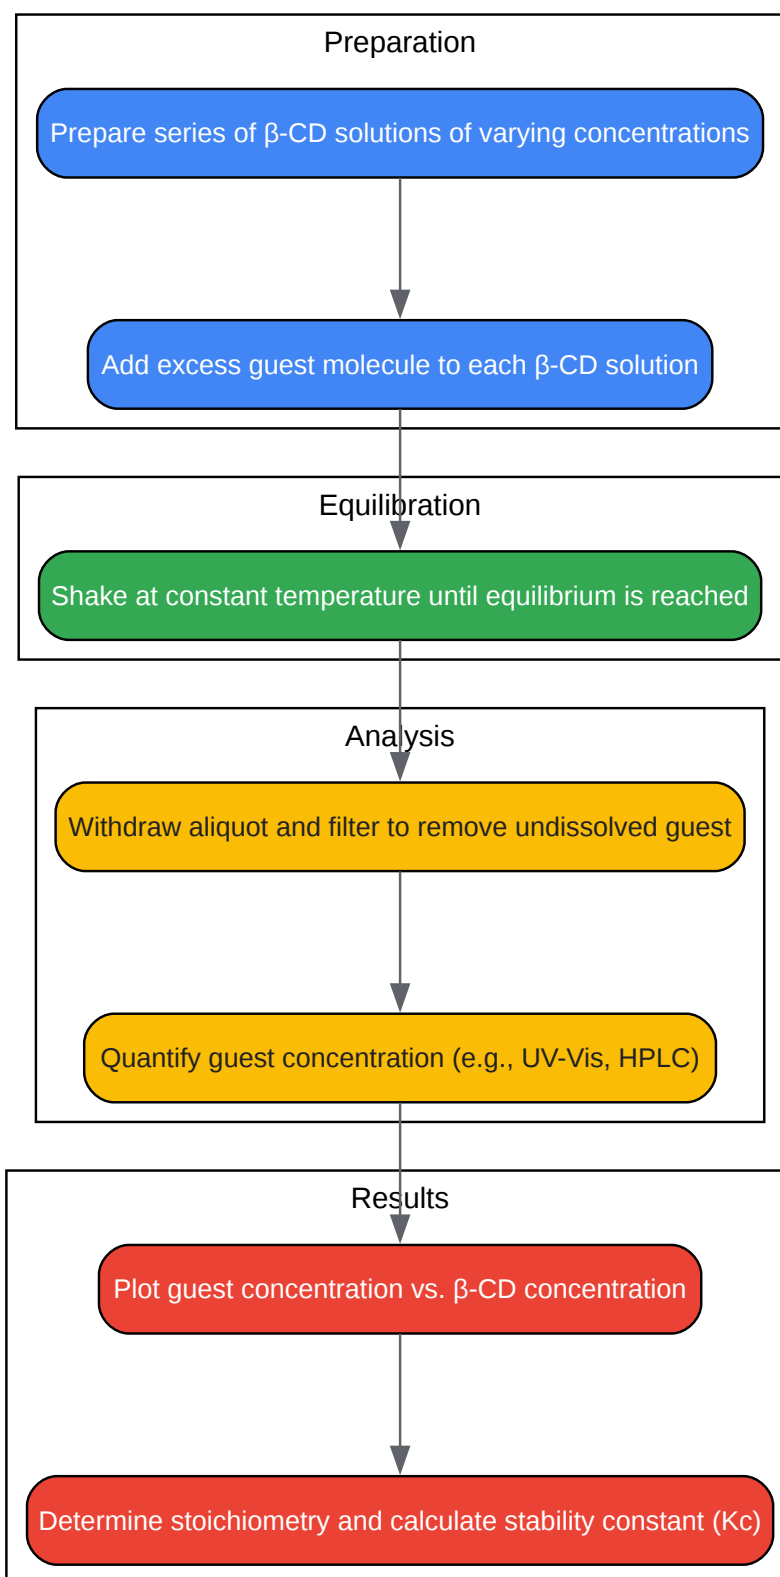 Preparation
Prepare series of β-CD solutions of varying concentrations
Add excess guest molecule to each β-CD solution
Equilibration
Shake at constant temperature until equilibrium is reached
Analysis
Withdraw aliquot and filter to remove undissolved guest
Quantify guest concentration (e.g., UV-Vis, HPLC)
Results
Plot guest concentration vs. β-CD concentration
Determine stoichiometry and calculate stability constant (Kc)